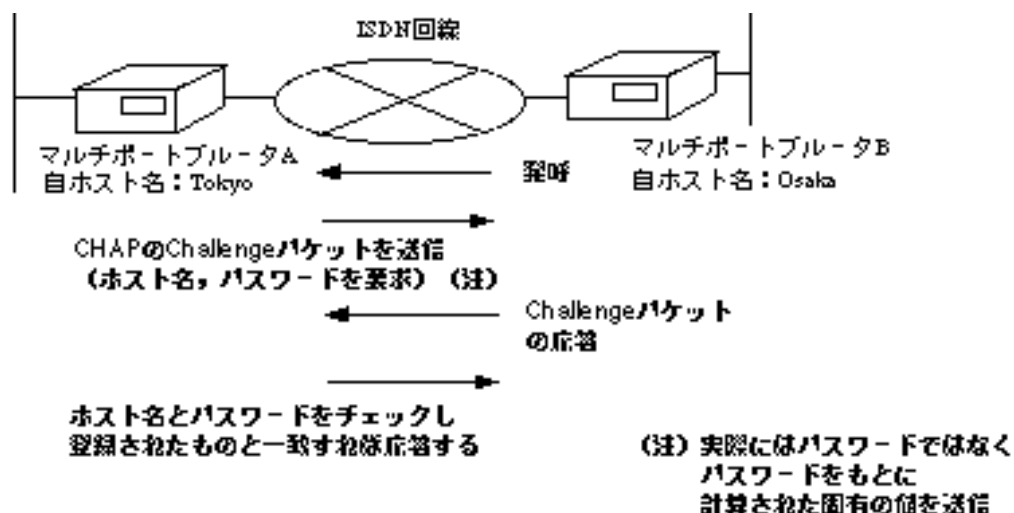 ISDN回線
マルチポートブルータA
自ホスト名：Tokyo
マルチポートブルータB
自ホスト名：Osaka
発呼
CHAPのChallengeパケットを送信
（ホスト名，パスワードを要求）（注）
Challengeパケット
の応答
ホスト名とパスワードをチェックし
登録されたものと一致すれば応答する
（注）実際にはパスワードではなく
パスワードをもとに
計算された固有の値を送信